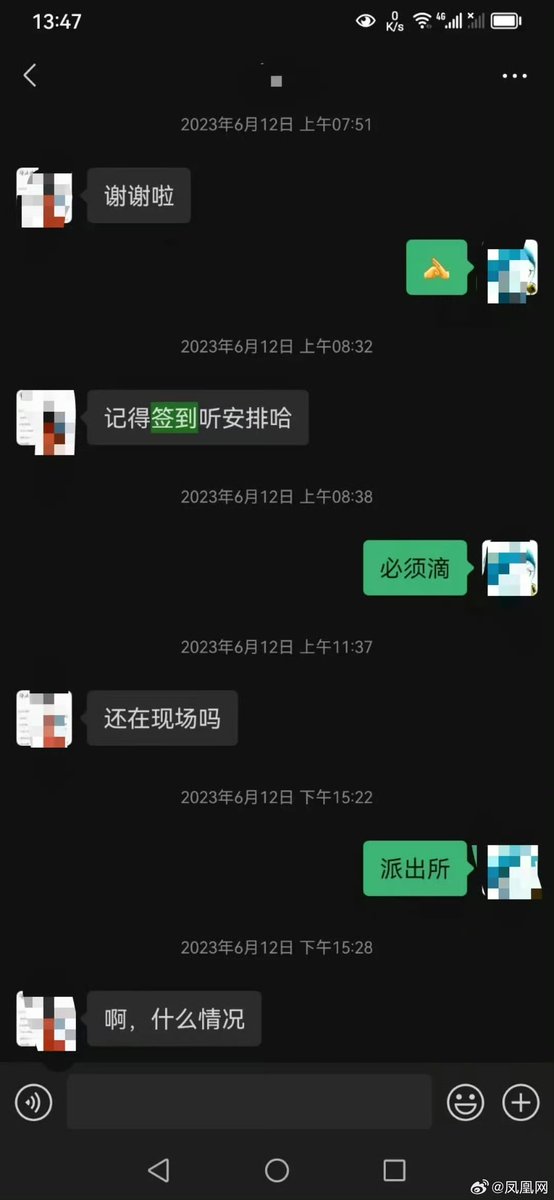 13:47
0
K/s
4G
2023年6月12日 上午07:51
谢谢啦
2023年6月12日 上午08:32
记得签到听安排哈
2023年6月12日 上午08:38
必须滴
2023年6月12日 上午11:37
还在现场吗
2023年6月12日 下午15:22
派出所
2023年6月12日 下午15:28
啊，什么情况
@凤凰网